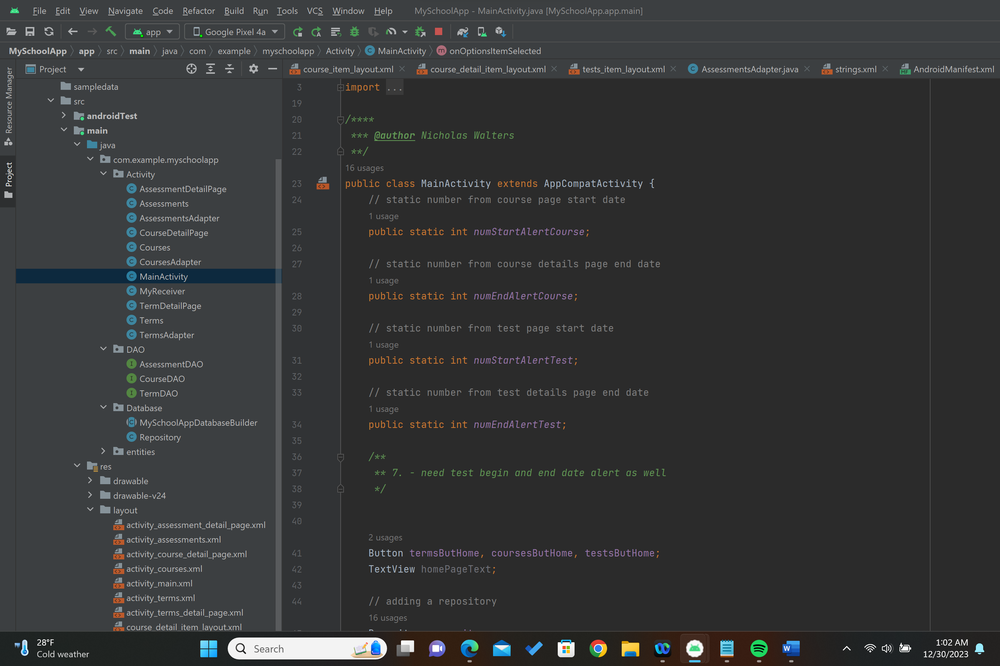 File Edit View Navigate Code Refactor Build Run Tools VCS Window Help MySchoolApp - MainActivity.java [MySchoolApp.app.main]
app Google Pixel 4a
MySchoolApp app src main java com example myschoolapp Activity MainActivity onOptionsItemSelected
Resource Manager
Project
Project
sampledata
src
androidTest
main
java
com.example.myschoolapp
Activity
AssessmentDetailPage
Assessments
AssessmentsAdapter
CourseDetailPage
Courses
CoursesAdapter
MainActivity
MyReceiver
TermDetailPage
Terms
TermsAdapter
DAO
AssessmentDAO
CourseDAO
TermDAO
Database
MySchoolAppDatabaseBuilder
Repository
entities
res
drawable
drawable-v24
layout
activity_assessment_detail_page.xml
activity_assessments.xml
activity_course_detail_page.xml
activity_courses.xml
activity_main.xml
activity_terms.xml
activity_terms_detail_page.xml
course_detail_item_layout.xml
course_item_layout.xml course_detail_item_layout.xml tests_item_layout.xml AssessmentsAdapter.java strings.xml AndroidManifest.xml
3 import ...
19
20 /****
21 *** @author Nicholas Walters
22 **/
16 usages
23 public class MainActivity extends AppCompatActivity {
24 // static number from course page start date
1 usage
25 public static int numStartAlertCourse;
26
27 // static number from course details page end date
1 usage
28 public static int numEndAlertCourse;
29
30 // static number from test page start date
1 usage
31 public static int numStartAlertTest;
32
33 // static number from test details page end date
1 usage
34 public static int numEndAlertTest;
35
36 /**
37 ** 7. - need test begin and end date alert as well
38 */
39
40
2 usages
41 Button termsButHome, coursesButHome, testsButHome;
42 TextView homePageText;
43
44 // adding a repository
16 usages
28°F
Cold weather
Search
1:02 AM
12/30/2023